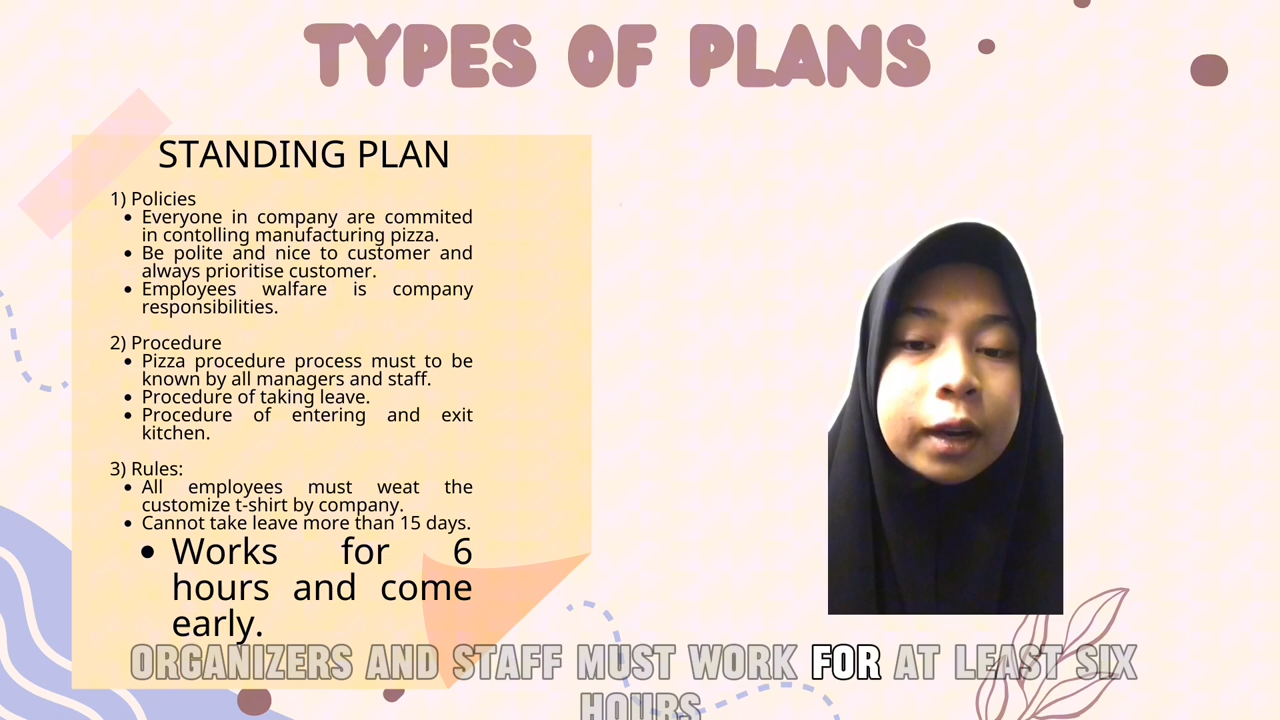 TYPES OF PLANS
STANDING PLAN
1) Policies
• Everyone in company are commited
in contolling manufacturing pizza.
• Be polite and nice to customer and
always prioritise customer.
• Employees welfare is company
responsibilities.
2) Procedure
• Pizza procedure process must to be
known by all managers and staff.
• Procedure of taking leave.
• Procedure of entering and exit
kitchen.
3) Rules:
• All employees must weat the
customize t-shirt by company.
• Cannot take leave more than 15 days.
• Works for 6
hours and come
early.
ORGANIZERS AND STAFF MUST WORK FOR AT LEAST SIX
HOURS